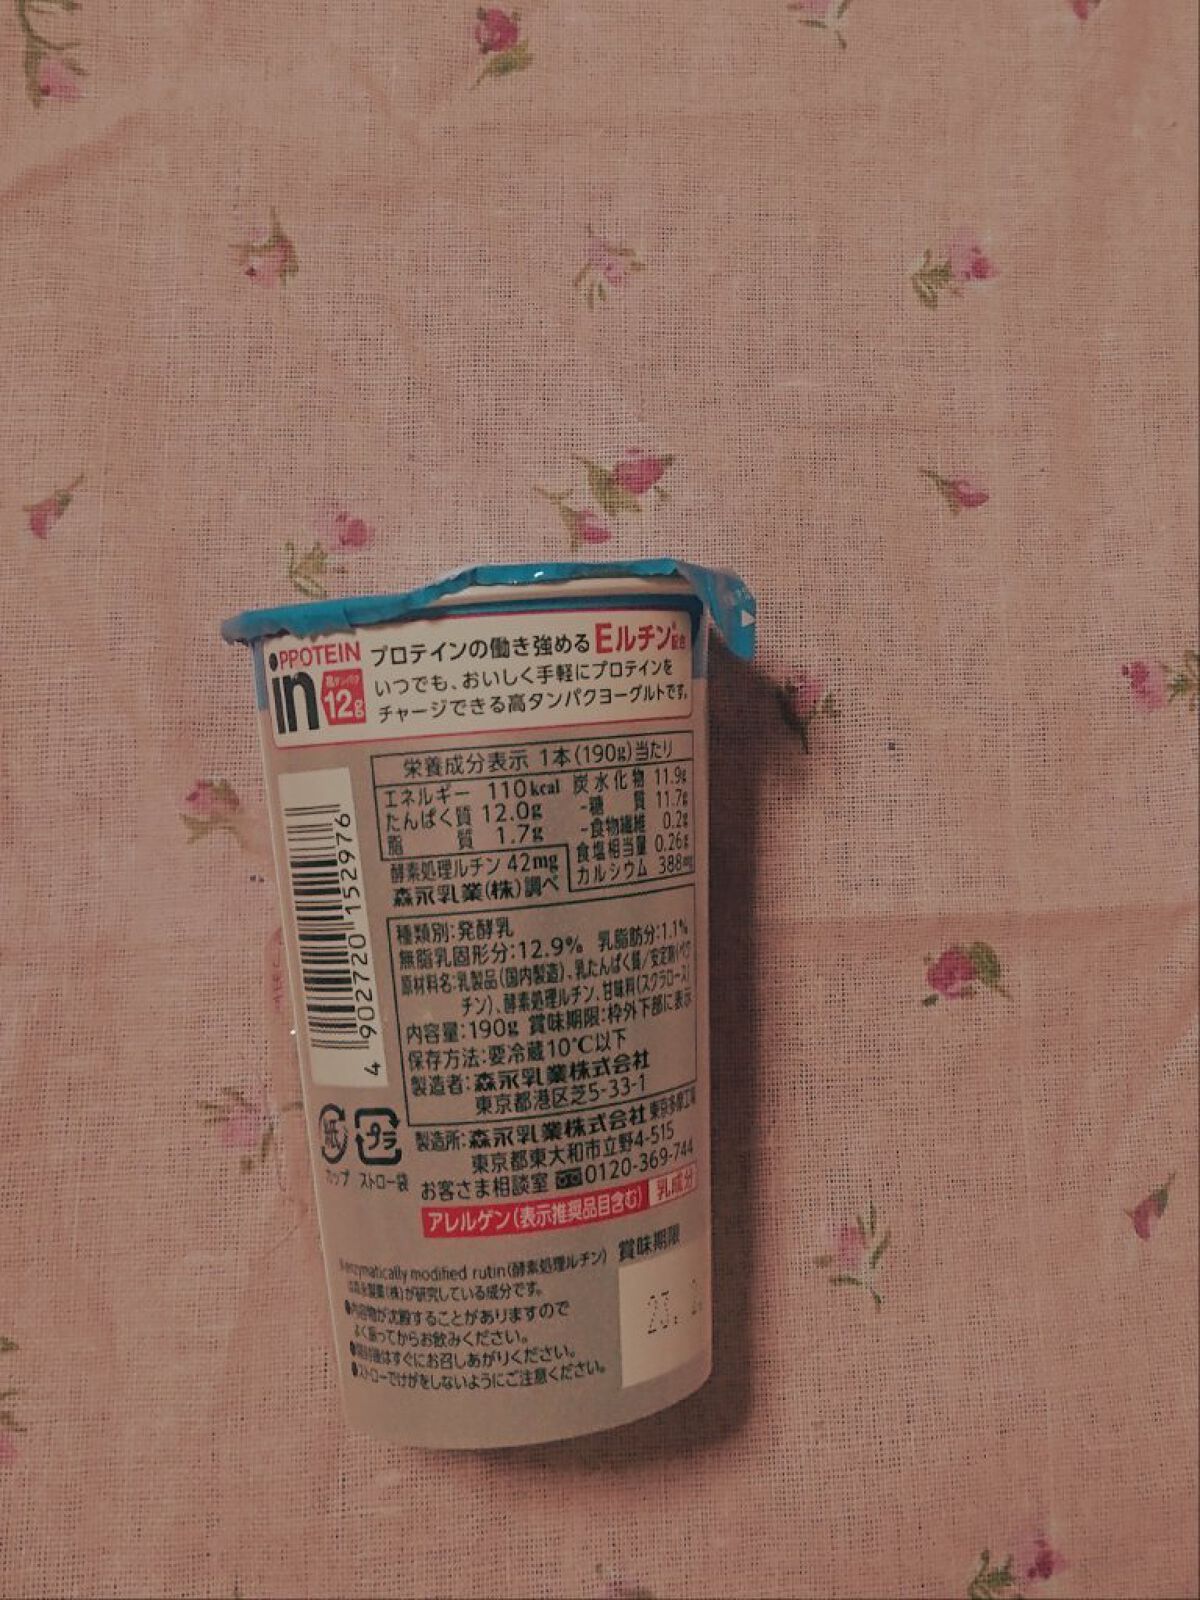 PROTEIN
in
高タンパク
12g
プロテインの働き強めるEルチン※配合
いつでも、おいしく手軽にプロテインを
チャージできる高タンパクヨーグルトです。
栄養成分表示 1本(190g)当たり
エネルギー 110kcal
たんぱく質 12.0g
脂質 1.7g
炭水化物 11.9g
-糖質 11.7g
-食物繊維 0.2g
食塩相当量 0.26g
カルシウム 388mg
酵素処理ルチン 42mg
森永乳業(株)調べ
種類別:発酵乳
無脂乳固形分:12.9% 乳脂肪分:1.1%
原材料名:乳製品(国内製造)、乳たんぱく質/安定剤(ペク
チン)、酵素処理ルチン、甘味料(スクラロース)
内容量:190g 賞味期限:枠外下部に表示
保存方法:要冷蔵10℃以下
製造者:森永乳業株式会社
東京都港区芝5-33-1
製造所:森永乳業株式会社 東京多摩工場
東京都東大和市立野4-515
お客さま相談室 0120-369-744
アレルゲン(表示推奨品目含む) 乳成分
4 902720 152976
紙
カップ
プラ
ストロー袋
enzymatically modified rutin(酵素処理ルチン)
は森永製菓(株)が研究している成分です。
●内容物が沈殿することがありますので
よく振ってからお飲みください。
●開封後はすぐにお召しあがりください。
●ストローでけがをしないようにご注意ください。
賞味期限
23. 2.